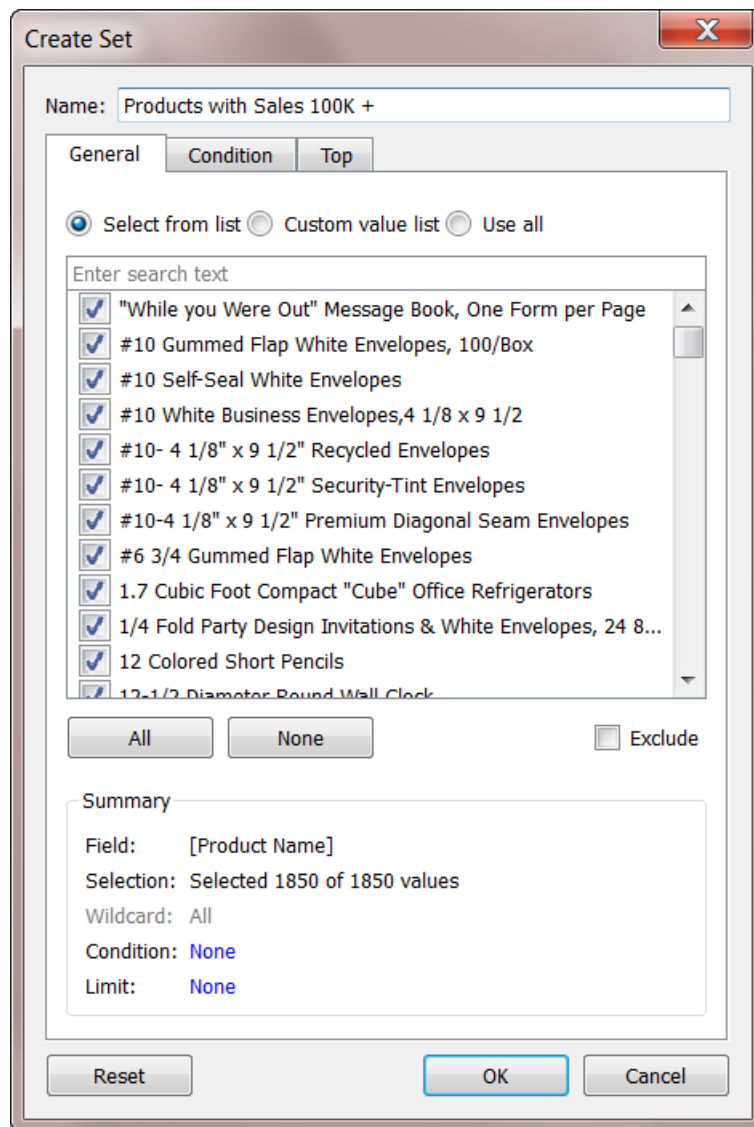 Create Set
Name: Products with Sales 100K +
General Condition Top
Select from list Custom value list Use all
Enter search text
"While you Were Out" Message Book, One Form per Page
#10 Gummed Flap White Envelopes, 100/Box
#10 Self-Seal White Envelopes
#10 White Business Envelopes,4 1/8 x 9 1/2
#10- 4 1/8" x 9 1/2" Recycled Envelopes
#10- 4 1/8" x 9 1/2" Security-Tint Envelopes
#10-4 1/8" x 9 1/2" Premium Diagonal Seam Envelopes
#6 3/4 Gummed Flap White Envelopes
1.7 Cubic Foot Compact "Cube" Office Refrigerators
1/4 Fold Party Design Invitations & White Envelopes, 24 8...
12 Colored Short Pencils
12-1/2 Diameter Round Wall Clock
All None Exclude
Summary
Field: [Product Name]
Selection: Selected 1850 of 1850 values
Wildcard: All
Condition: None
Limit: None
Reset OK Cancel